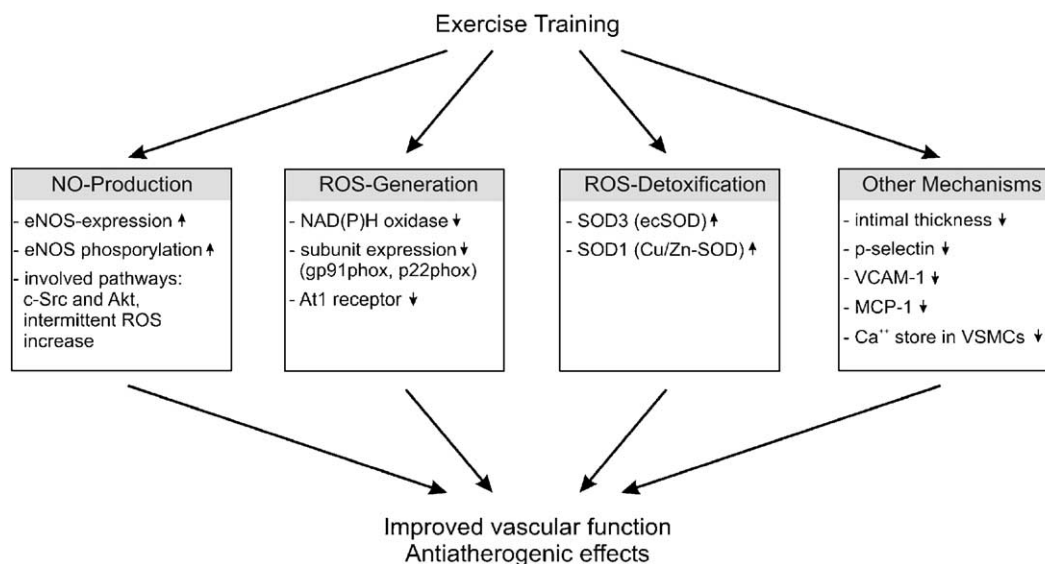 Exercise Training
NO-Production
- eNOS-expression ↑
- eNOS phosporylation ↑
- involved pathways:
c-Src and Akt,
intermittent ROS
increase
ROS-Generation
- NAD(P)H oxidase ↓
- subunit expression ↓
(gp91phox, p22phox)
- At1 receptor ↓
ROS-Detoxification
- SOD3 (ecSOD) ↑
- SOD1 (Cu/Zn-SOD) ↑
Other Mechanisms
- intimal thickness ↓
- p-selectin ↓
- VCAM-1 ↓
- MCP-1 ↓
- Ca⁺⁺ store in VSMCs ↓
Improved vascular function
Antiatherogenic effects